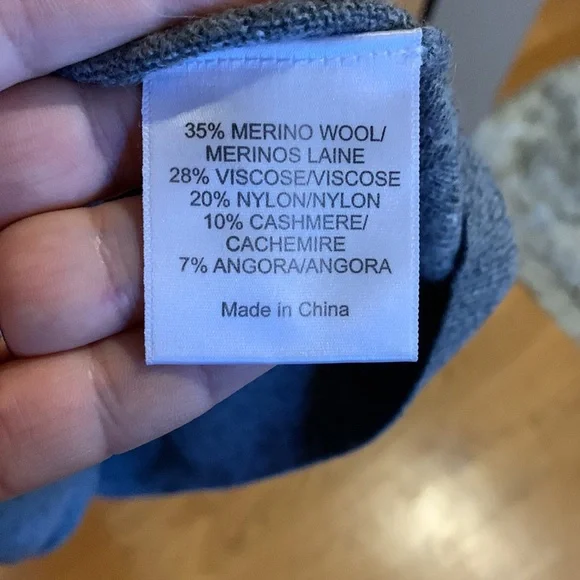 35% MERINO WOOL/
MERINOS LAINE
28% VISCOSE/VISCOSE
20% NYLON/NYLON
10% CASHMERE/
CACHEMIRE
7% ANGORA/ANGORA
Made in China